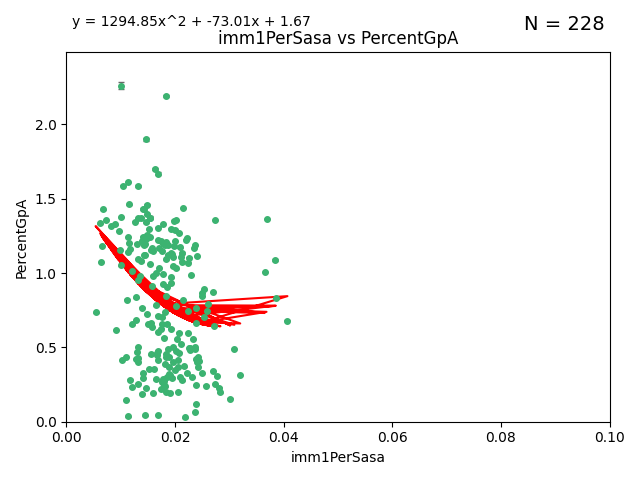 y = 1294.85x^2 + -73.01x + 1.67
N = 228
imm1PerSasa vs PercentGpA
PercentGpA
2.0
1.5
1.0
0.5
0.0
0.00 0.02 0.04 0.06 0.08 0.10
imm1PerSasa